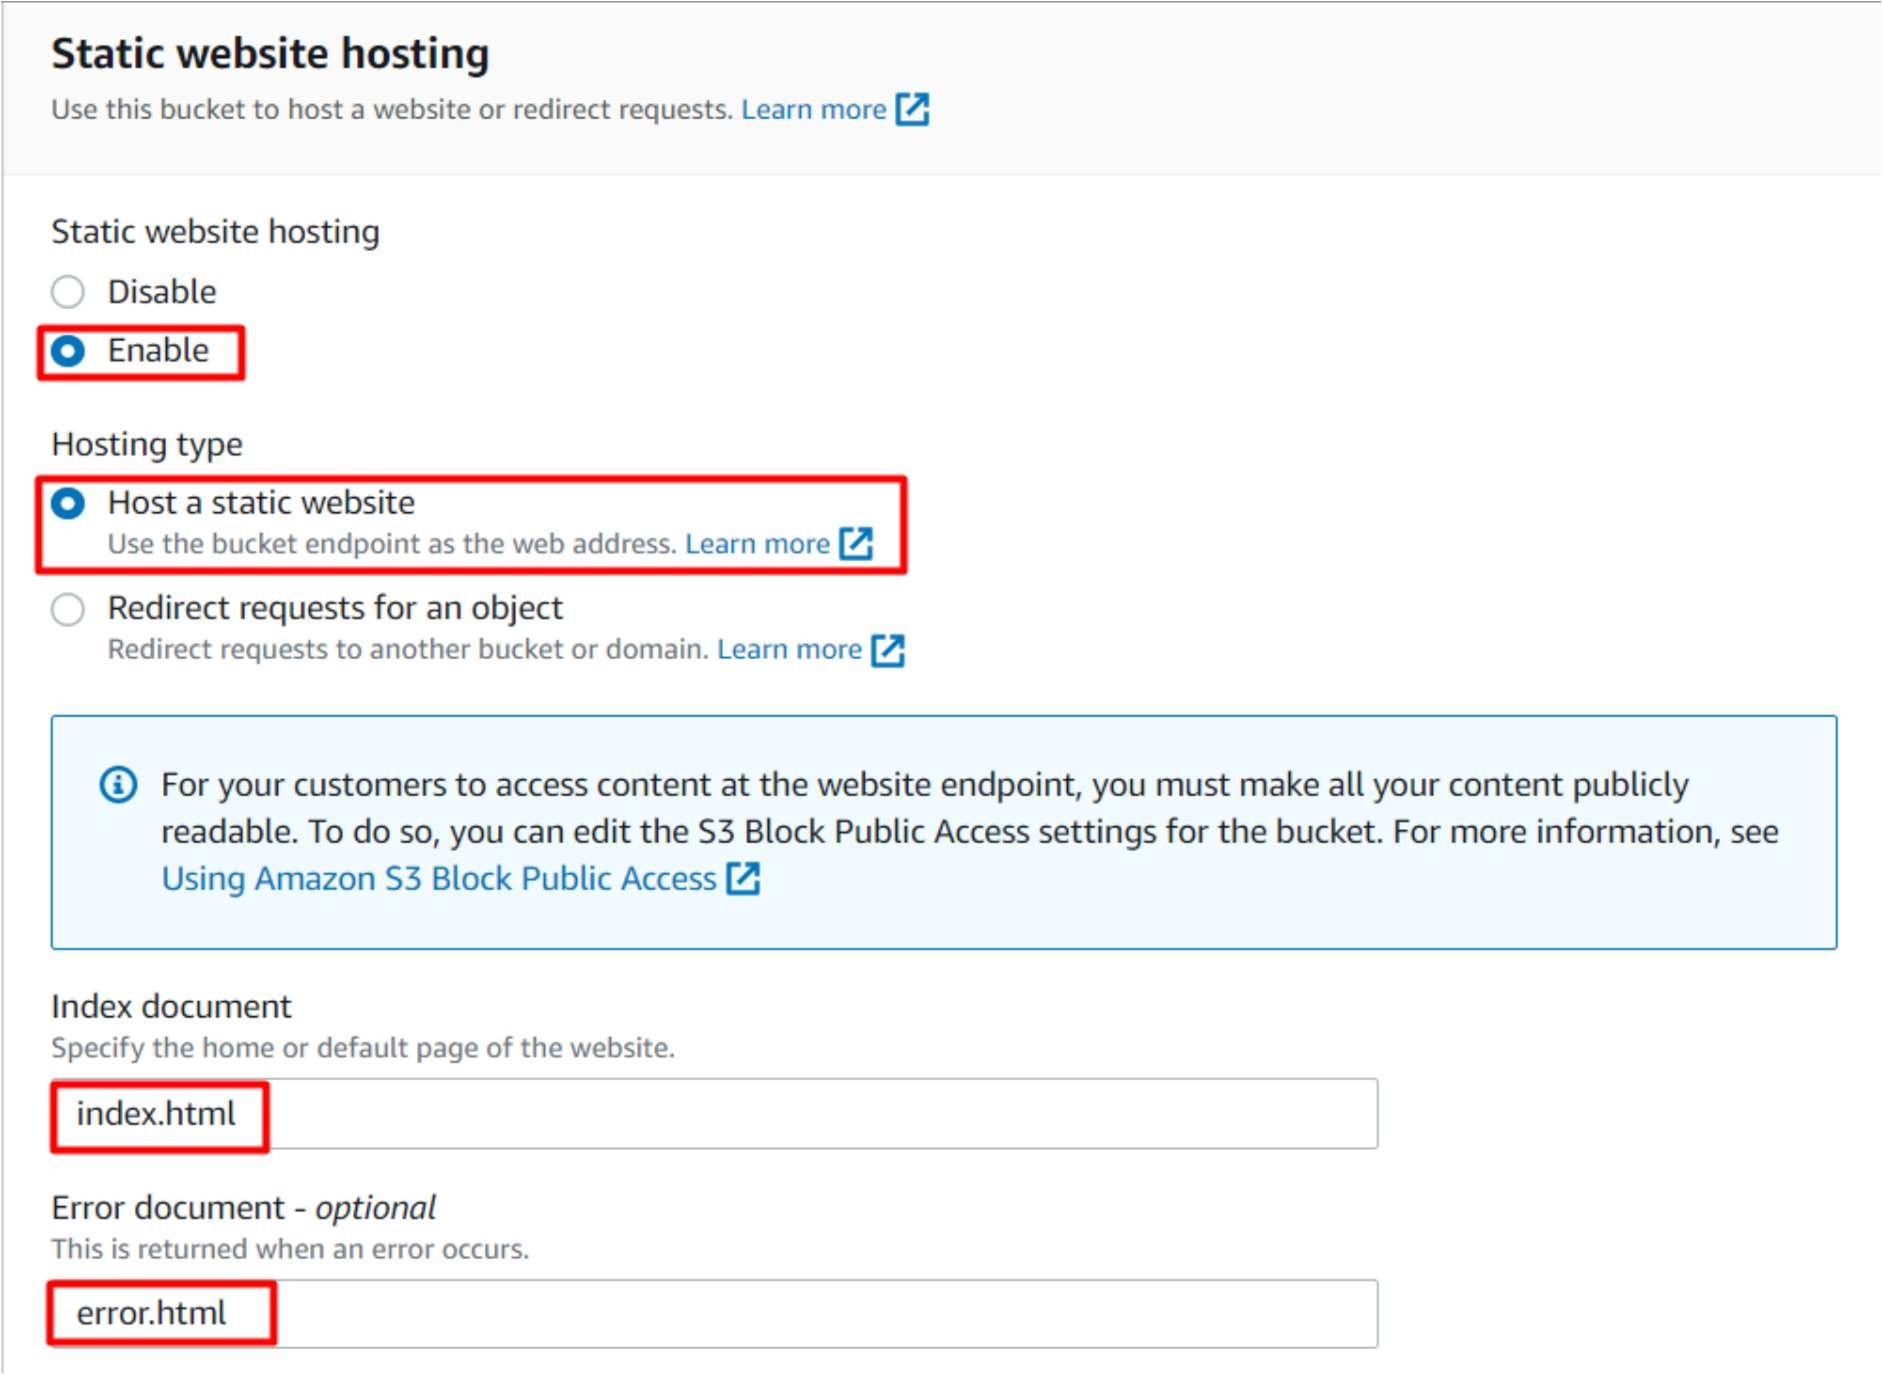 Static website hosting
Use this bucket to host a website or redirect requests. Learn more
Static website hosting
Disable
Enable
Hosting type
Host a static website
Use the bucket endpoint as the web address. Learn more
Redirect requests for an object
Redirect requests to another bucket or domain. Learn more
For your customers to access content at the website endpoint, you must make all your content publicly
readable. To do so, you can edit the S3 Block Public Access settings for the bucket. For more information, see
Using Amazon S3 Block Public Access
Index document
Specify the home or default page of the website.
index.html
Error document - optional
This is returned when an error occurs.
error.html